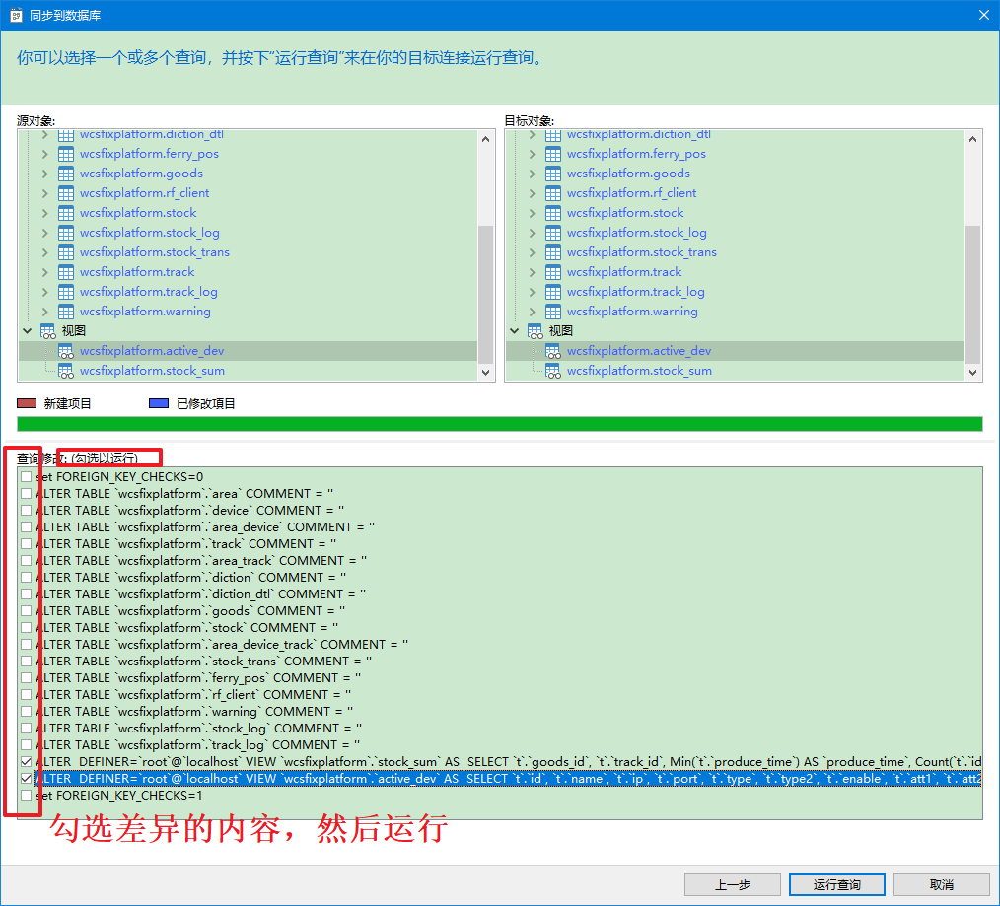 同步到数据库
你可以选择一个或多个查询，并按下“运行查询”来在你的目标连接运行查询。
源对象:
wcsfixplatform.diction_dtl
wcsfixplatform.ferry_pos
wcsfixplatform.goods
wcsfixplatform.rf_client
wcsfixplatform.stock
wcsfixplatform.stock_log
wcsfixplatform.stock_trans
wcsfixplatform.track
wcsfixplatform.track_log
wcsfixplatform.warning
视图
wcsfixplatform.active_dev
wcsfixplatform.stock_sum
目标对象:
wcsfixplatform.diction_dtl
wcsfixplatform.ferry_pos
wcsfixplatform.goods
wcsfixplatform.rf_client
wcsfixplatform.stock
wcsfixplatform.stock_log
wcsfixplatform.stock_trans
wcsfixplatform.track
wcsfixplatform.track_log
wcsfixplatform.warning
视图
wcsfixplatform.active_dev
wcsfixplatform.stock_sum
新建项目 已修改項目
查询修改: (勾选以运行)
set FOREIGN_KEY_CHECKS=0
ALTER TABLE `wcsfixplatform`.`area` COMMENT = ''
ALTER TABLE `wcsfixplatform`.`device` COMMENT = ''
ALTER TABLE `wcsfixplatform`.`area_device` COMMENT = ''
ALTER TABLE `wcsfixplatform`.`track` COMMENT = ''
ALTER TABLE `wcsfixplatform`.`area_track` COMMENT = ''
ALTER TABLE `wcsfixplatform`.`diction` COMMENT = ''
ALTER TABLE `wcsfixplatform`.`diction_dtl` COMMENT = ''
ALTER TABLE `wcsfixplatform`.`goods` COMMENT = ''
ALTER TABLE `wcsfixplatform`.`stock` COMMENT = ''
ALTER TABLE `wcsfixplatform`.`area_device_track` COMMENT = ''
ALTER TABLE `wcsfixplatform`.`stock_trans` COMMENT = ''
ALTER TABLE `wcsfixplatform`.`ferry_pos` COMMENT = ''
ALTER TABLE `wcsfixplatform`.`rf_client` COMMENT = ''
ALTER TABLE `wcsfixplatform`.`warning` COMMENT = ''
ALTER TABLE `wcsfixplatform`.`stock_log` COMMENT = ''
ALTER TABLE `wcsfixplatform`.`track_log` COMMENT = ''
ALTER DEFINER=`root`@`localhost` VIEW `wcsfixplatform`.`stock_sum` AS SELECT `t`.`goods_id`, `t`.`track_id`, Min(`t`.`produce_time`) AS `produce_time`, Count(`t`.`id
ALTER DEFINER=`root`@`localhost` VIEW `wcsfixplatform`.`active_dev` AS SELECT `t`.`id`, `t`.`name`, `t`.`ip`, `t`.`port`, `t`.`type`, `t`.`type2`, `t`.`enable`, `t`.`att1`, `t`.`att2
set FOREIGN_KEY_CHECKS=1
勾选差异的内容，然后运行
上一步 运行查询 取消